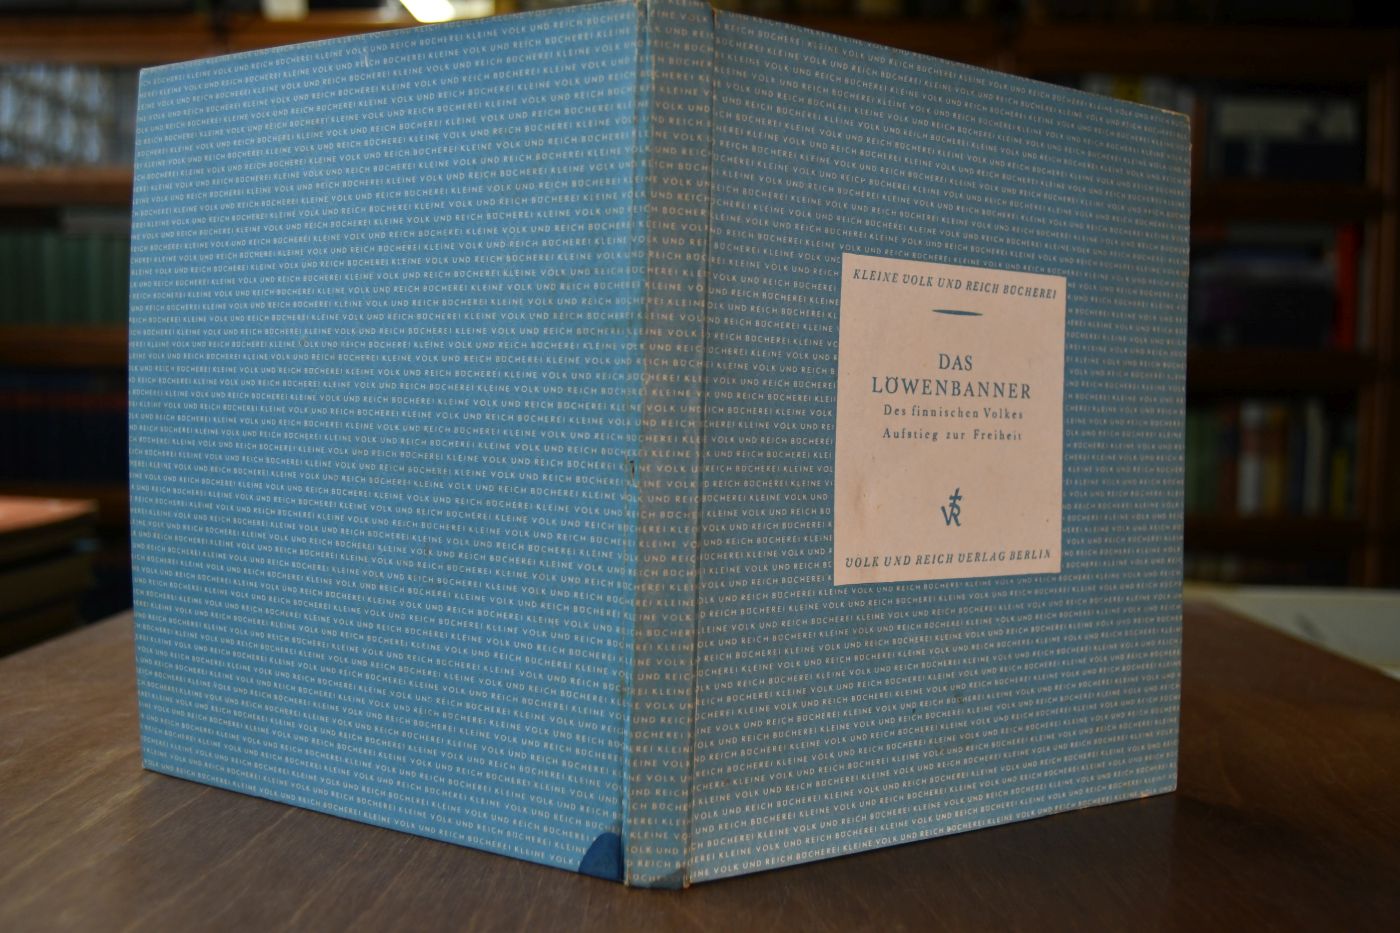 KLEINE VOLK UND REICH BÜCHEREI
DAS
LÖWENBANNER
Des finnischen Volkes
Aufstieg zur Freiheit
VR
VOLK UND REICH VERLAG BERLIN